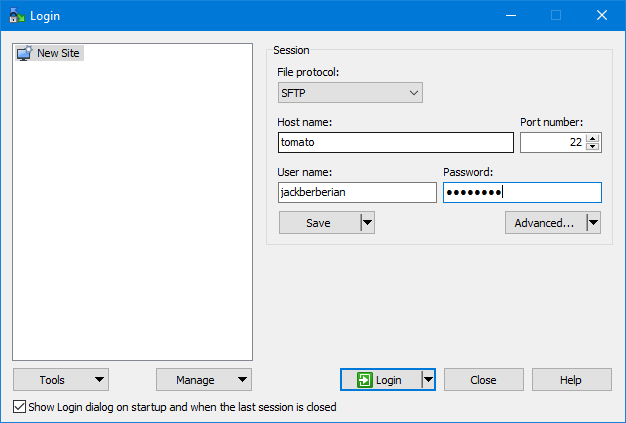 Login
New Site
Session
File protocol:
SFTP
Host name:
Port number:
tomato
22
User name:
Password:
jackberberian
••••••••
Save
Advanced...
Tools
Manage
Login
Close
Help
Show Login dialog on startup and when the last session is closed